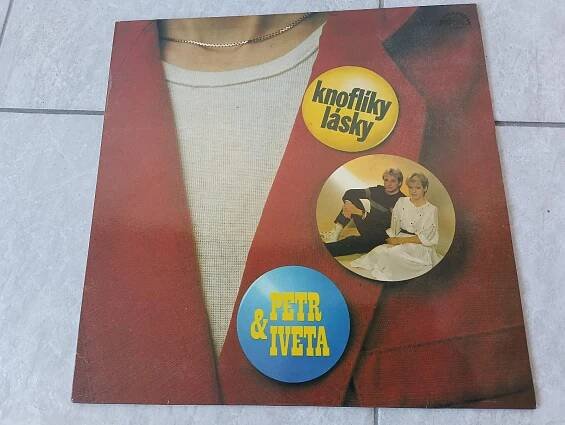 knoflíky
lásky
PETR
& IVETA